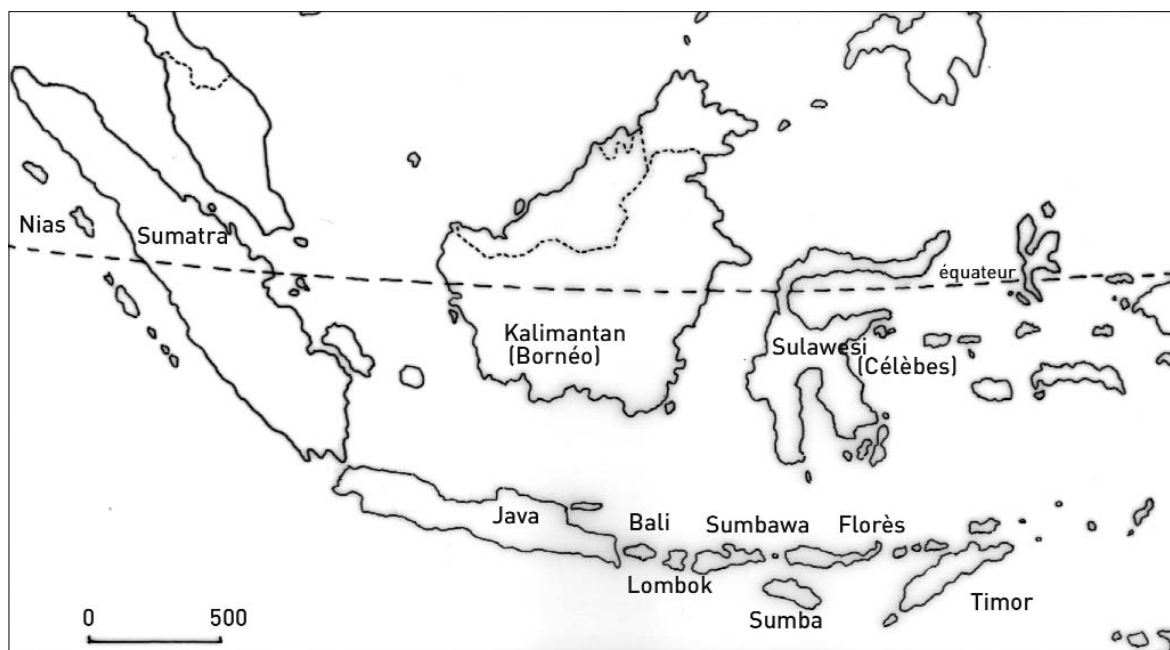 Nias
Sumatra
équateur
Kalimantan
(Bornéo)
Sulawesi
(Célèbes)
Java
Bali
Sumbawa
Florès
Lombok
Sumba
Timor
0 500